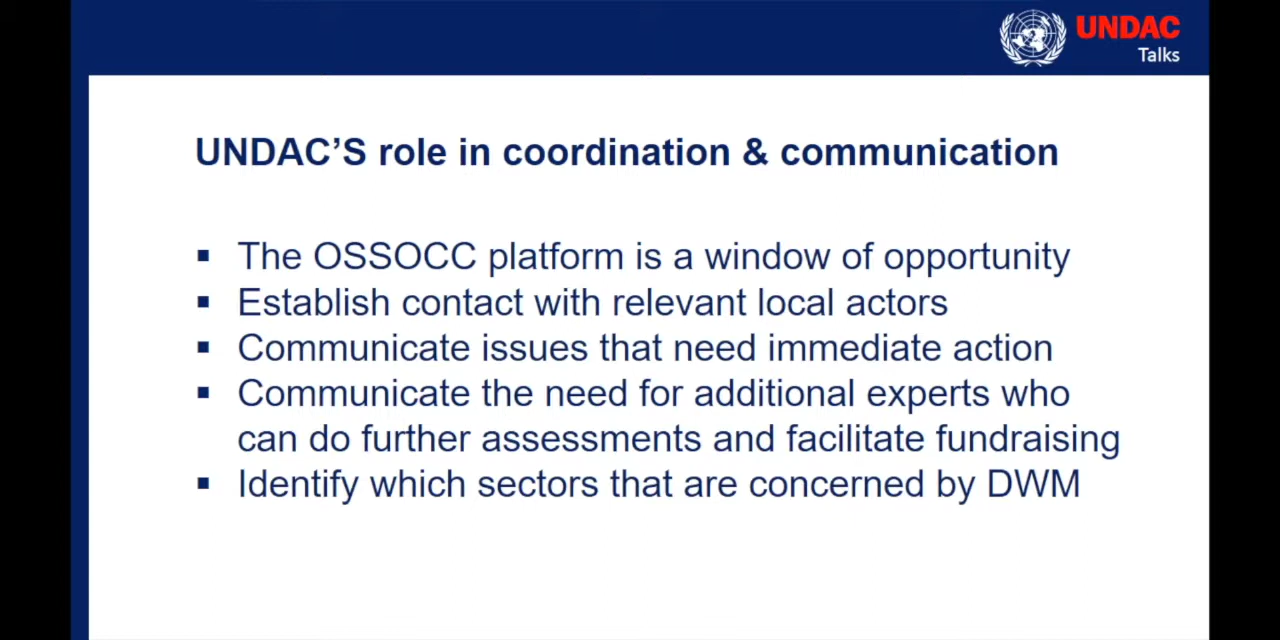 UNDAC
Talks
UNDAC’S role in coordination & communication
▪ The OSSOCC platform is a window of opportunity
▪ Establish contact with relevant local actors
▪ Communicate issues that need immediate action
▪ Communicate the need for additional experts who
can do further assessments and facilitate fundraising
▪ Identify which sectors that are concerned by DWM